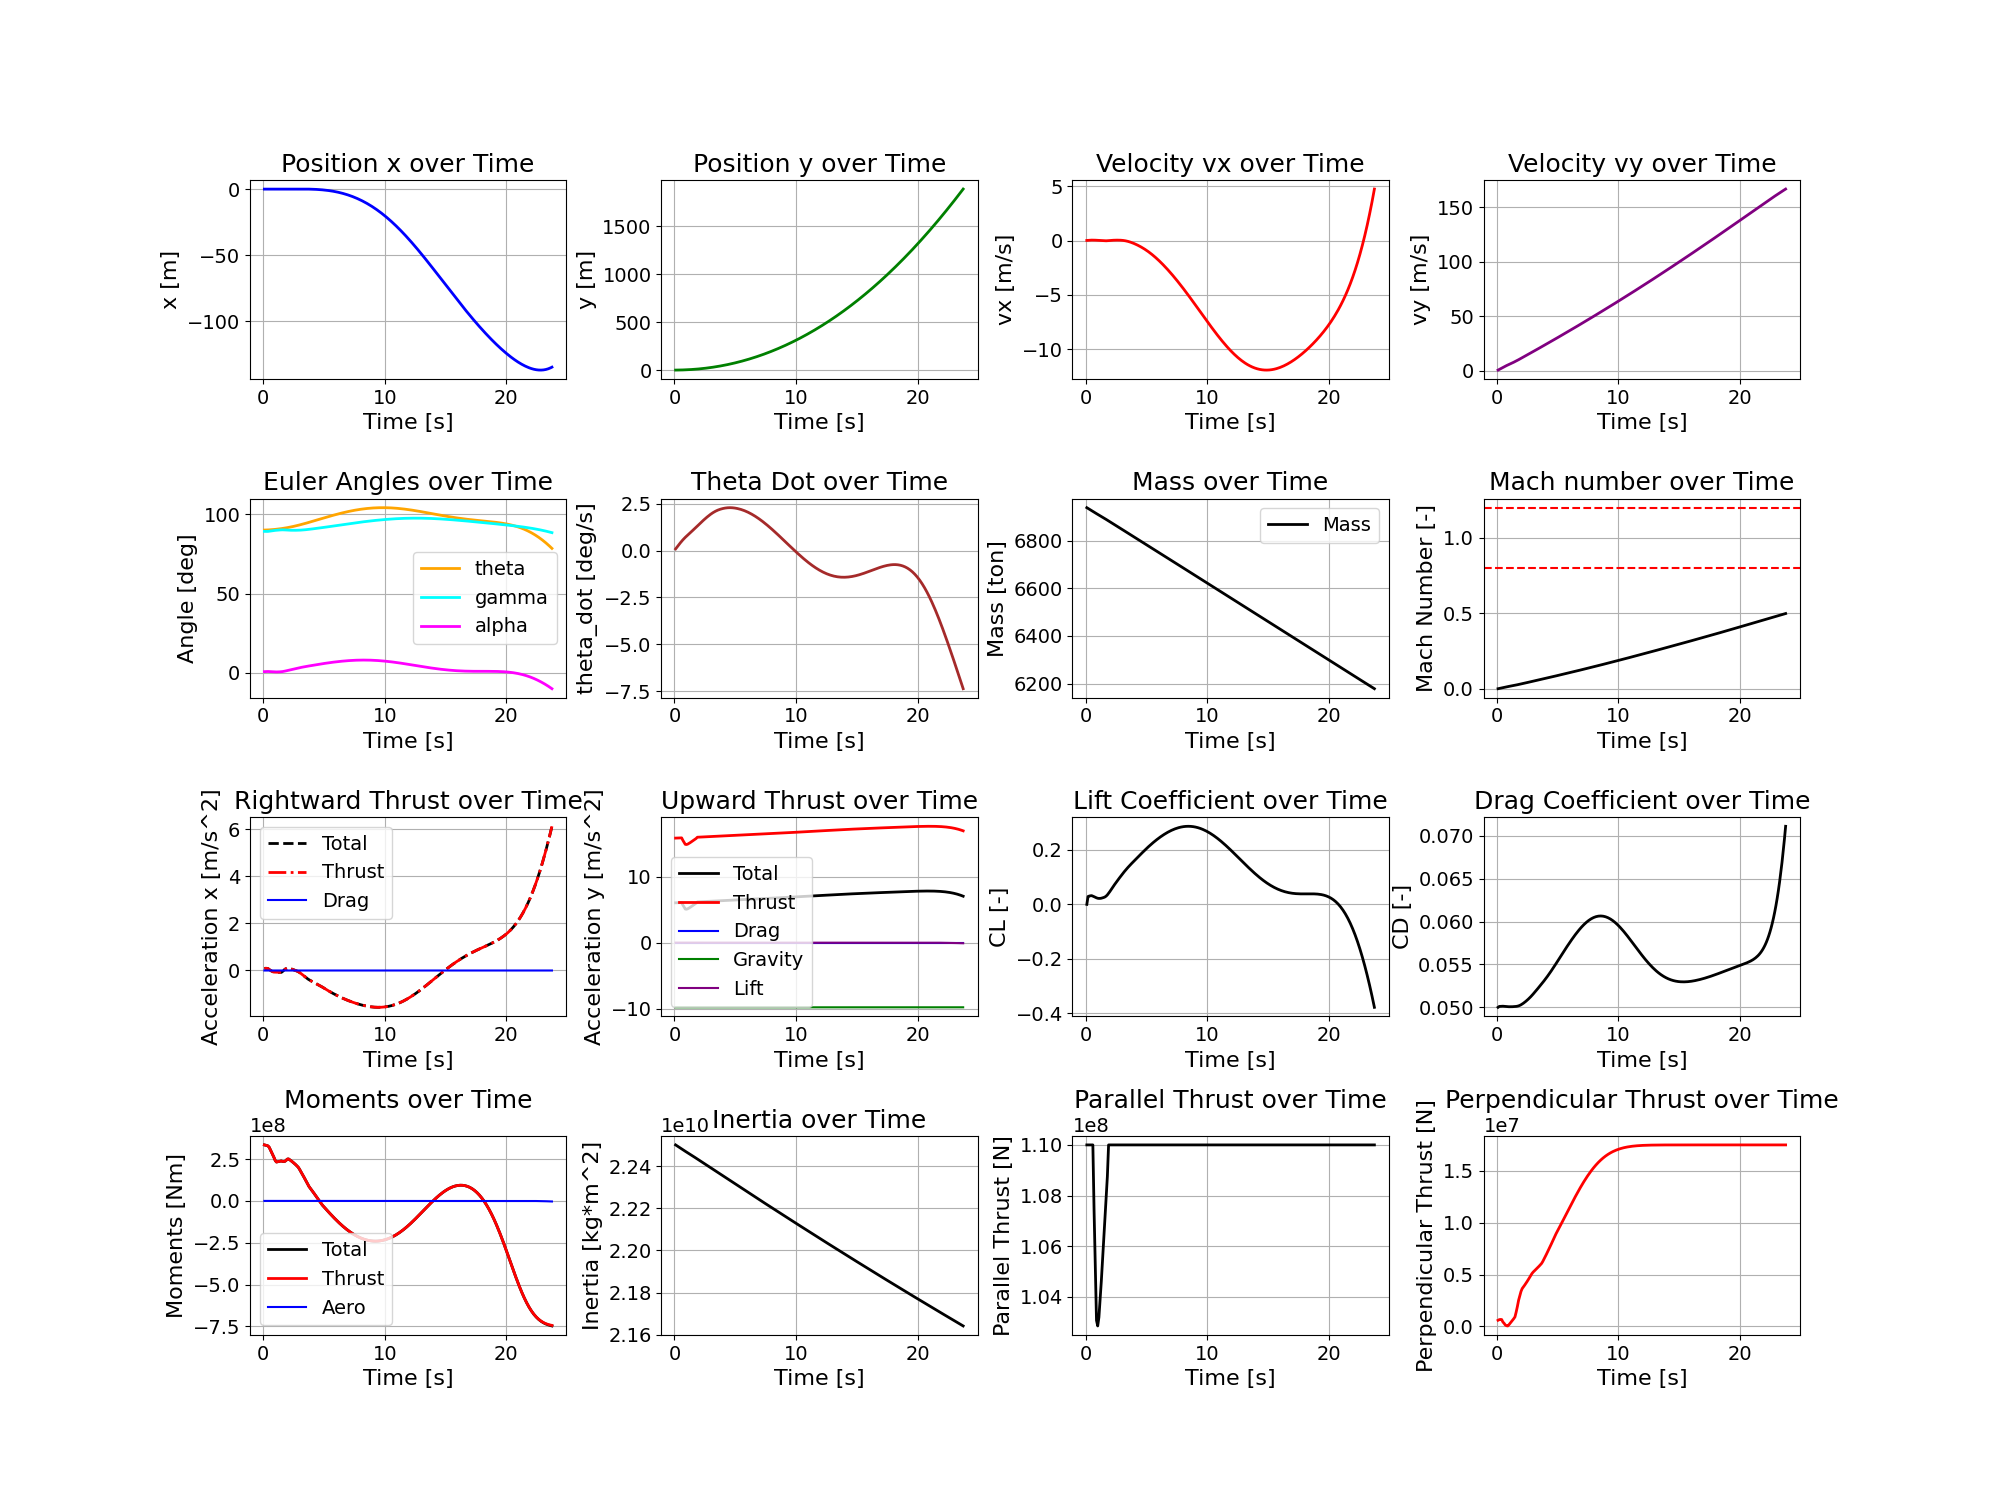 Position x over Time
x [m]
0
−50
−100
0 10 20
Time [s]
Position y over Time
y [m]
1500
1000
500
0
0 10 20
Time [s]
Velocity vx over Time
vx [m/s]
5
0
−5
−10
0 10 20
Time [s]
Velocity vy over Time
vy [m/s]
150
100
50
0
0 10 20
Time [s]
Euler Angles over Time
Angle [deg]
100
50
0
theta
gamma
alpha
0 10 20
Time [s]
Theta Dot over Time
theta_dot [deg/s]
2.5
0.0
−2.5
−5.0
−7.5
0 10 20
Time [s]
Mass over Time
Mass [ton]
6800
6600
6400
6200
Mass
0 10 20
Time [s]
Mach number over Time
Mach Number [-]
1.0
0.5
0.0
0 10 20
Time [s]
Rightward Thrust over Time
Acceleration x [m/s^2]
6
4
2
0
Total
Thrust
Drag
0 10 20
Time [s]
Upward Thrust over Time
Acceleration y [m/s^2]
10
0
−10
Total
Thrust
Drag
Gravity
Lift
0 10 20
Time [s]
Lift Coefficient over Time
CL [-]
0.2
0.0
−0.2
−0.4
0 10 20
Time [s]
Drag Coefficient over Time
CD [-]
0.070
0.065
0.060
0.055
0.050
0 10 20
Time [s]
Moments over Time
1e8
Moments [Nm]
2.5
0.0
−2.5
−5.0
−7.5
Total
Thrust
Aero
0 10 20
Time [s]
Inertia over Time
1e10
Inertia [kg*m^2]
2.24
2.22
2.20
2.18
2.16
0 10 20
Time [s]
Parallel Thrust over Time
1e8
Parallel Thrust [N]
1.10
1.08
1.06
1.04
0 10 20
Time [s]
Perpendicular Thrust over Time
1e7
Perpendicular Thrust [N]
1.5
1.0
0.5
0.0
0 10 20
Time [s]